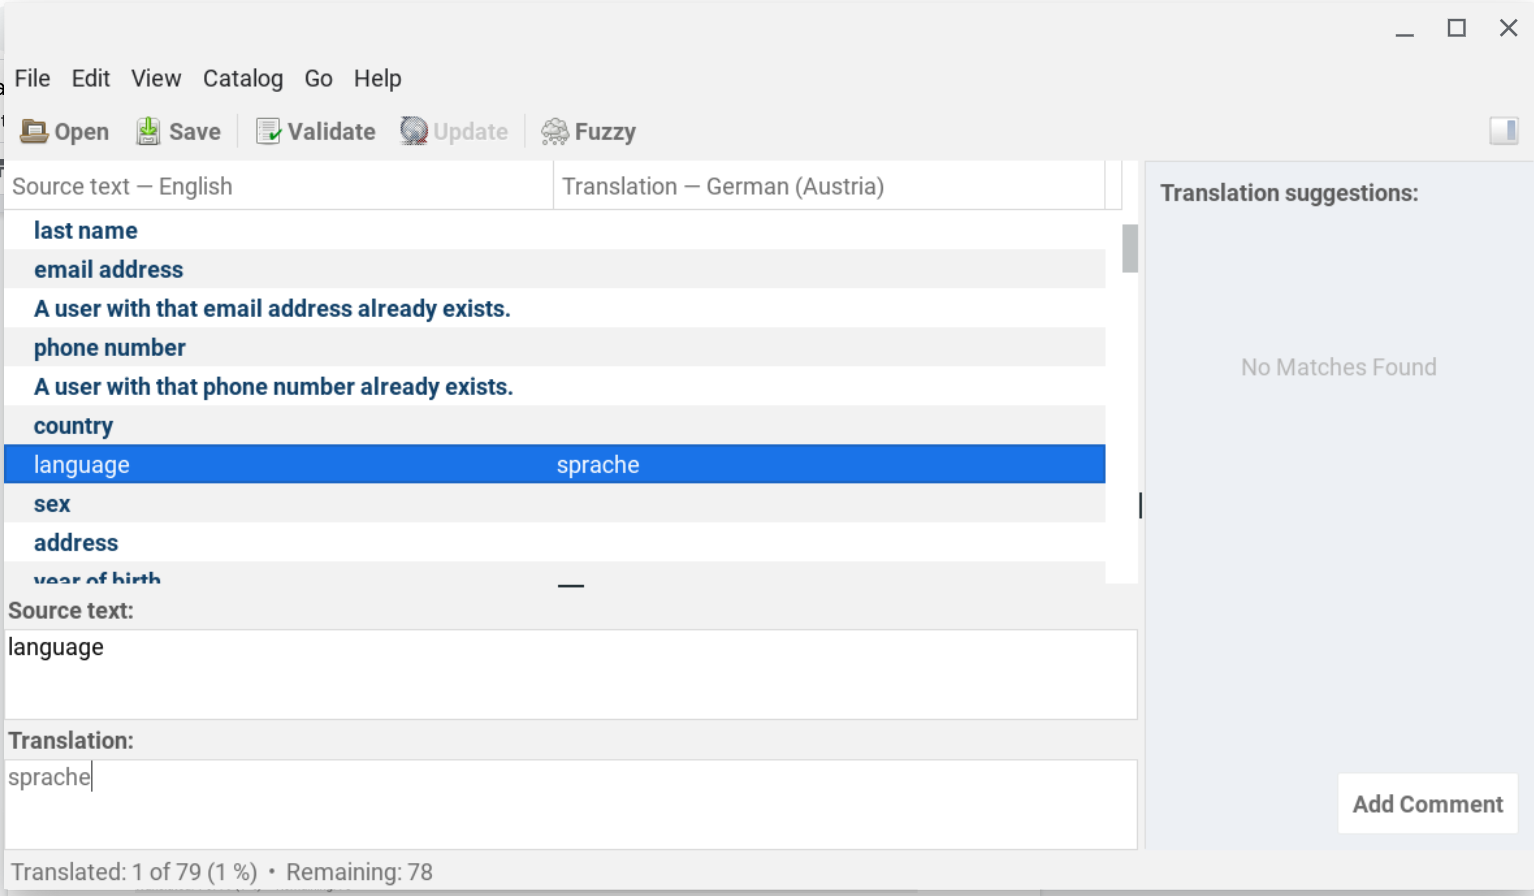 File Edit View Catalog Go Help
Open Save Validate Update Fuzzy
Source text — English Translation — German (Austria)
Translation suggestions:
last name
email address
A user with that email address already exists.
phone number
No Matches Found
A user with that phone number already exists.
country
language sprache
sex
address
year of birth
Source text:
language
Translation:
sprache
Add Comment
Translated: 1 of 79 (1 %) • Remaining: 78